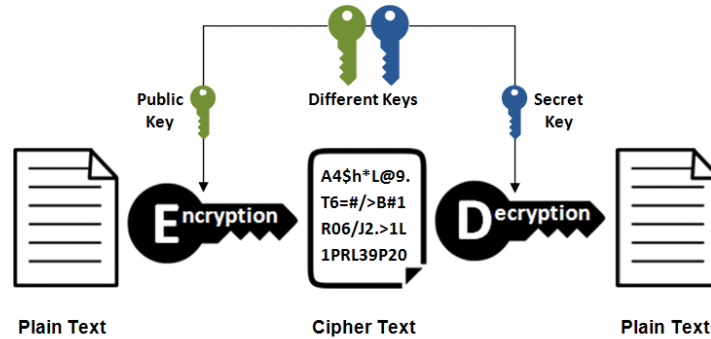 Public
Key
Different Keys
Secret
Key
Encryption
A4$h*L@9.
T6=#/>B#1
R06/J2.>1L
1PRL39P20
Decryption
Plain Text
Cipher Text
Plain Text